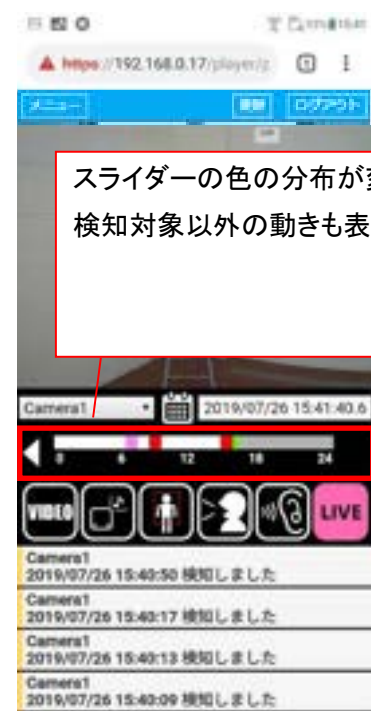 https://192.168.0.17/player/
メニュー
更新 ログアウト
スライダーの色の分布が
検知対象以外の動きも表
Camera1
2019/07/26 15:41:40.6
0 6 12 18 24
VIDEO
LIVE
Camera1
2019/07/26 15:40:50 検知しました
Camera1
2019/07/26 15:40:17 検知しました
Camera1
2019/07/26 15:40:13 検知しました
Camera1
2019/07/26 15:40:09 検知しました